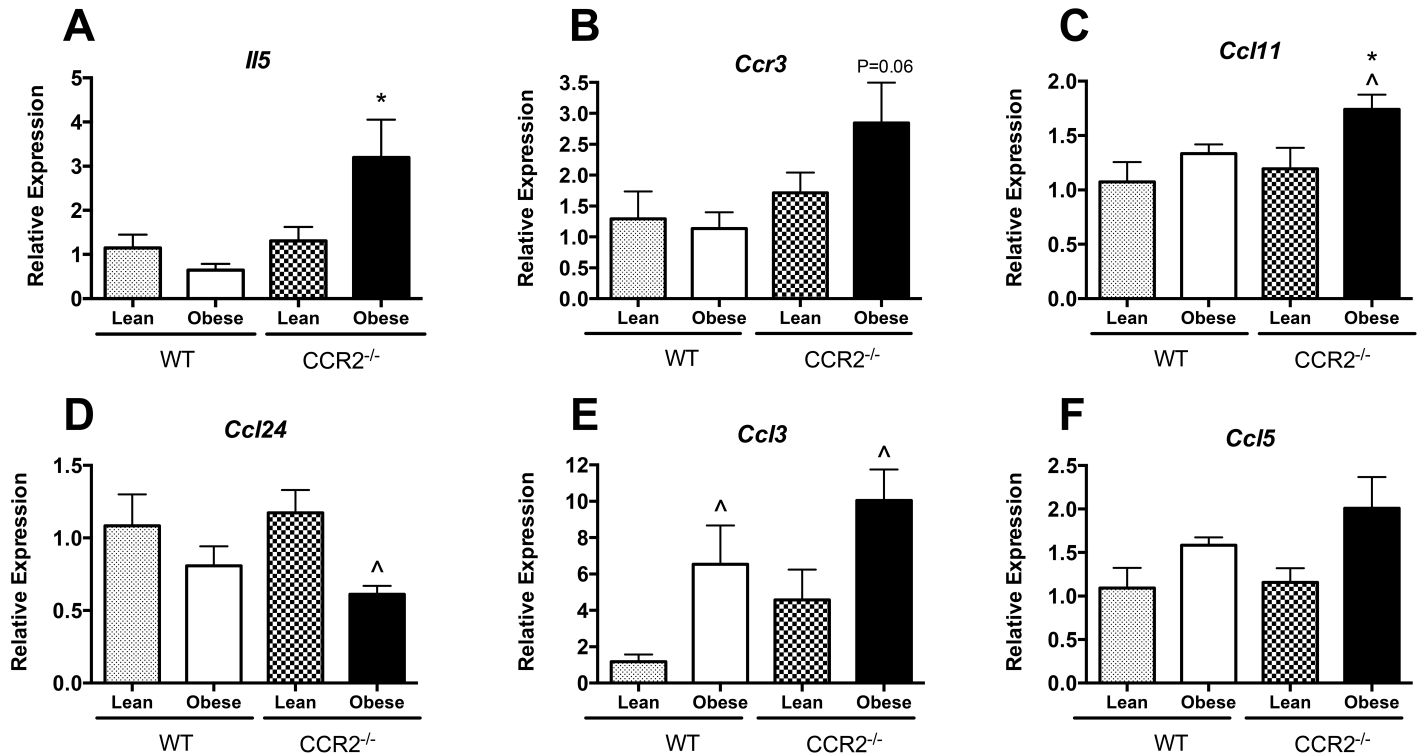 A
Il5
Relative Expression
5
4
3
2
1
0
*
Lean Obese Lean Obese
WT CCR2-/-
B
Ccr3
P=0.06
Relative Expression
3.5
3.0
2.5
2.0
1.5
1.0
0.5
0.0
Lean Obese Lean Obese
WT CCR2-/-
C
Ccl11
*
^
Relative Expression
2.0
1.5
1.0
0.5
0.0
Lean Obese Lean Obese
WT CCR2-/-
D
Ccl24
Relative Expression
1.5
1.0
0.5
0.0
^
Lean Obese Lean Obese
WT CCR2-/-
E
Ccl3
Relative Expression
12
10
8
6
4
2
0
^ ^
Lean Obese Lean Obese
WT CCR2-/-
F
Ccl5
Relative Expression
2.5
2.0
1.5
1.0
0.5
0.0
Lean Obese Lean Obese
WT CCR2-/-